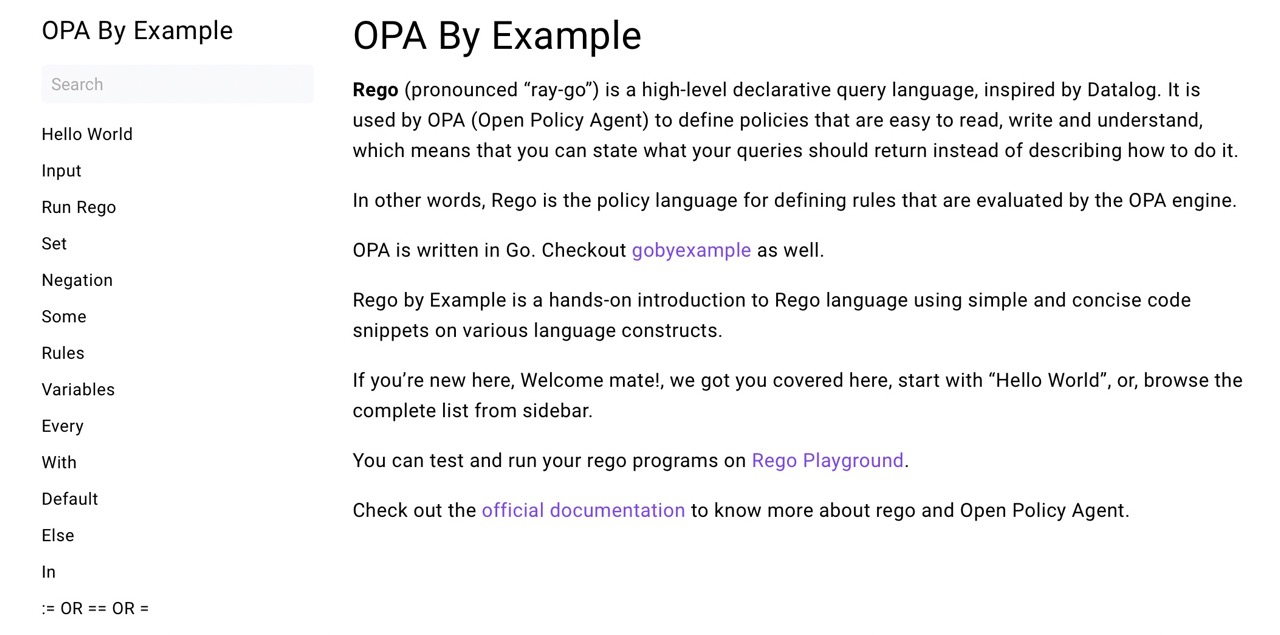 OPA By Example
Search
Hello World
Input
Run Rego
Set
Negation
Some
Rules
Variables
Every
With
Default
Else
In
:= OR == OR =
OPA By Example
Rego (pronounced “ray-go”) is a high-level declarative query language, inspired by Datalog. It is
used by OPA (Open Policy Agent) to define policies that are easy to read, write and understand,
which means that you can state what your queries should return instead of describing how to do it.
In other words, Rego is the policy language for defining rules that are evaluated by the OPA engine.
OPA is written in Go. Checkout gobyexample as well.
Rego by Example is a hands-on introduction to Rego language using simple and concise code
snippets on various language constructs.
If you’re new here, Welcome mate!, we got you covered here, start with “Hello World”, or, browse the
complete list from sidebar.
You can test and run your rego programs on Rego Playground.
Check out the official documentation to know more about rego and Open Policy Agent.